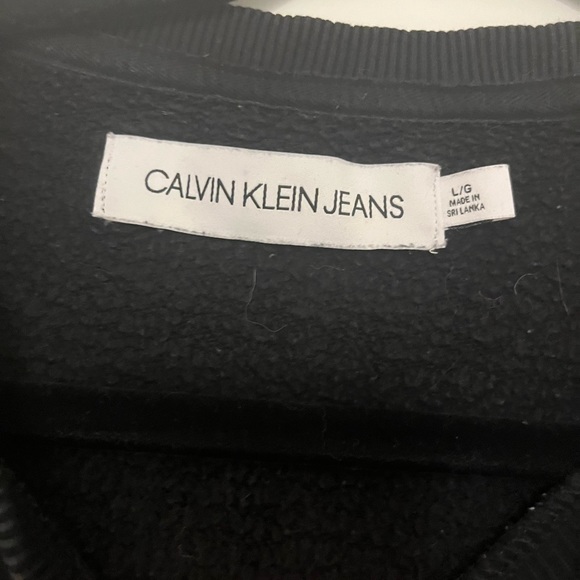 CALVIN KLEIN JEANS
L/G
MADE IN
SRI LANKA